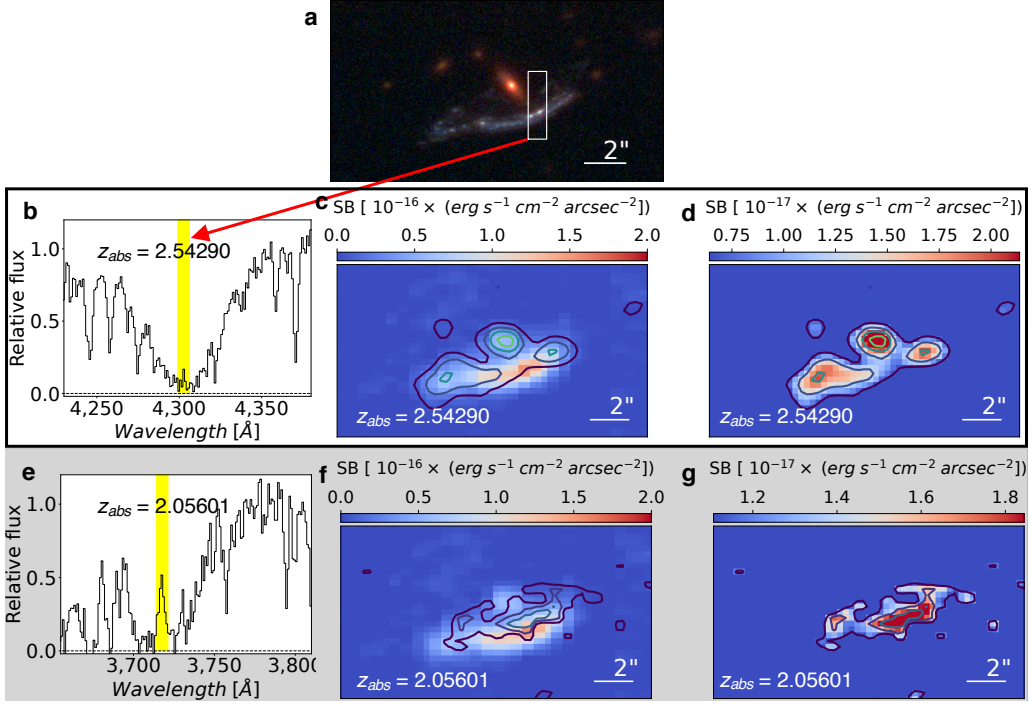 a
2"
b
Relative flux
1.0
0.5
0.0
z_abs = 2.54290
4,250 4,300 4,350
Wavelength [Å]
c
SB [ 10⁻¹⁶ × (erg s⁻¹ cm⁻² arcsec⁻²])
0.0 0.5 1.0 1.5 2.0
z_abs = 2.54290
2"
d
SB [ 10⁻¹⁷ × (erg s⁻¹ cm⁻² arcsec⁻²])
0.75 1.00 1.25 1.50 1.75 2.00
z_abs = 2.54290
2"
e
Relative flux
1.0
0.5
0.0
z_abs = 2.05601
3,700 3,750 3,800
Wavelength [Å]
f
SB [ 10⁻¹⁶ × (erg s⁻¹ cm⁻² arcsec⁻²])
0.0 0.5 1.0 1.5 2.0
z_abs = 2.05601
2"
g
SB [ 10⁻¹⁷ × (erg s⁻¹ cm⁻² arcsec⁻²])
1.2 1.4 1.6 1.8
z_abs = 2.05601
2"